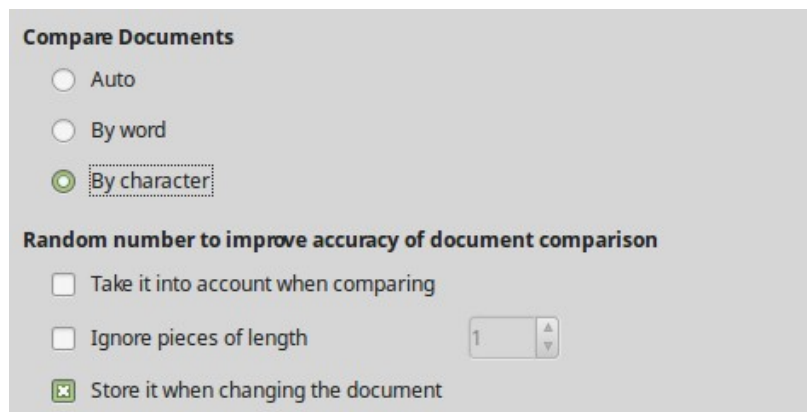 Compare Documents
Auto
By word
By character
Random number to improve accuracy of document comparison
Take it into account when comparing
Ignore pieces of length 1
Store it when changing the document